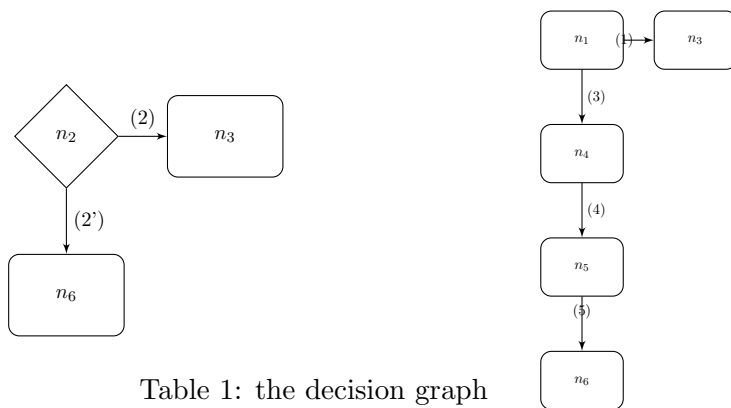 n₂
(2)
n₃
(2')
n₆
n₁
(1)
n₃
(3)
n₄
(4)
n₅
(5)
n₆
Table 1: the decision graph